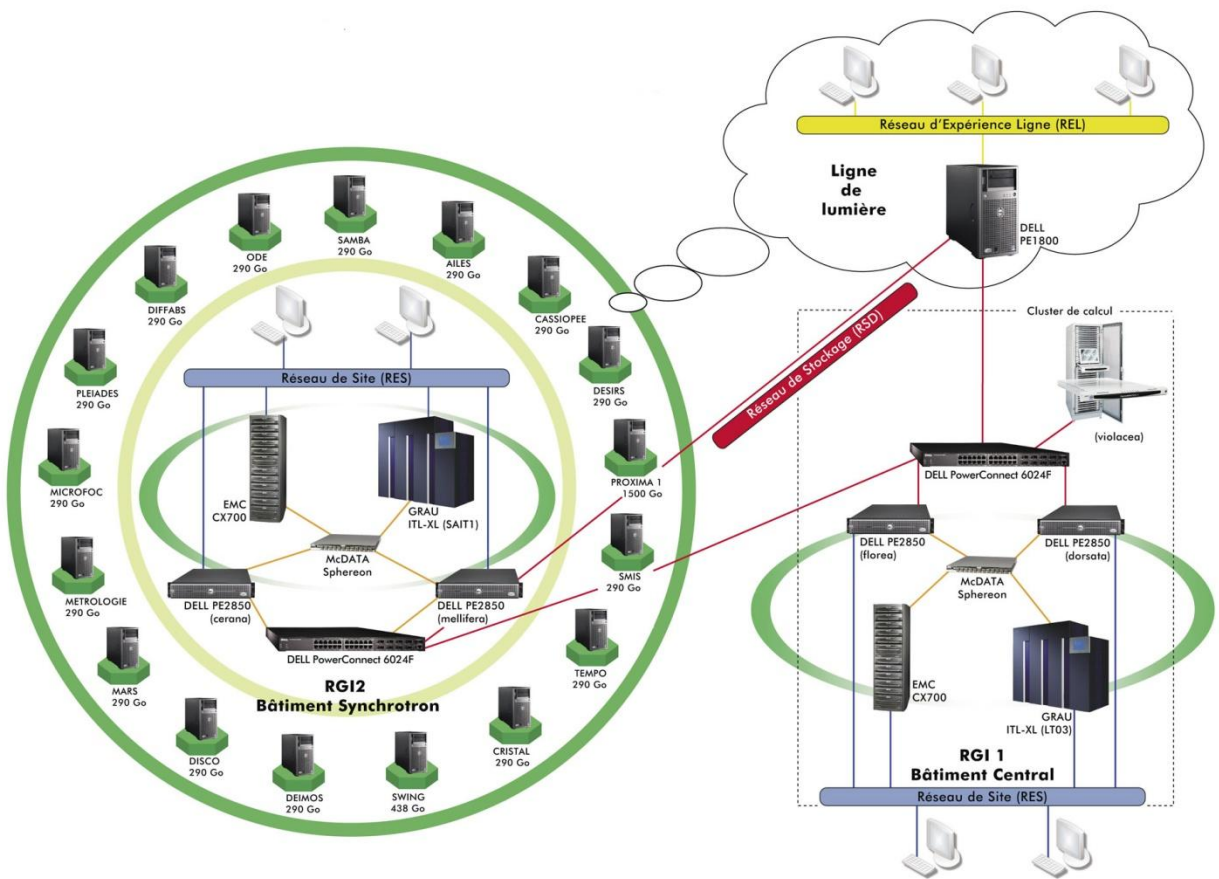 Réseau d'Expérience Ligne (REL)
Ligne
de
lumière
DELL
PE1800
Réseau de Stockage (RSD)
SAMBA
290 Go
AILES
290 Go
CASSIOPEE
290 Go
DESIRS
290 Go
PROXIMA 1
1500 Go
SMIS
290 Go
TEMPO
290 Go
CRISTAL
290 Go
SWING
438 Go
DEIMOS
290 Go
DISCO
290 Go
MARS
290 Go
METROLOGIE
290 Go
MICROFOC
290 Go
PLEIADES
290 Go
DIFFABS
290 Go
ODE
290 Go
Réseau de Site (RES)
EMC
CX700
GRAU
ITL-XL (SAIT1)
McDATA
Sphereon
DELL PE2850
(cerana)
DELL PE2850
(mellifera)
DELL PowerConnect 6024F
RGI2
Bâtiment Synchrotron
Cluster de calcul
(violacea)
DELL PowerConnect 6024F
DELL PE2850
(florea)
DELL PE2850
(dorsata)
McDATA
Sphereon
EMC
CX700
GRAU
ITL-XL (LT03)
RGI 1
Bâtiment Central
Réseau de Site (RES)